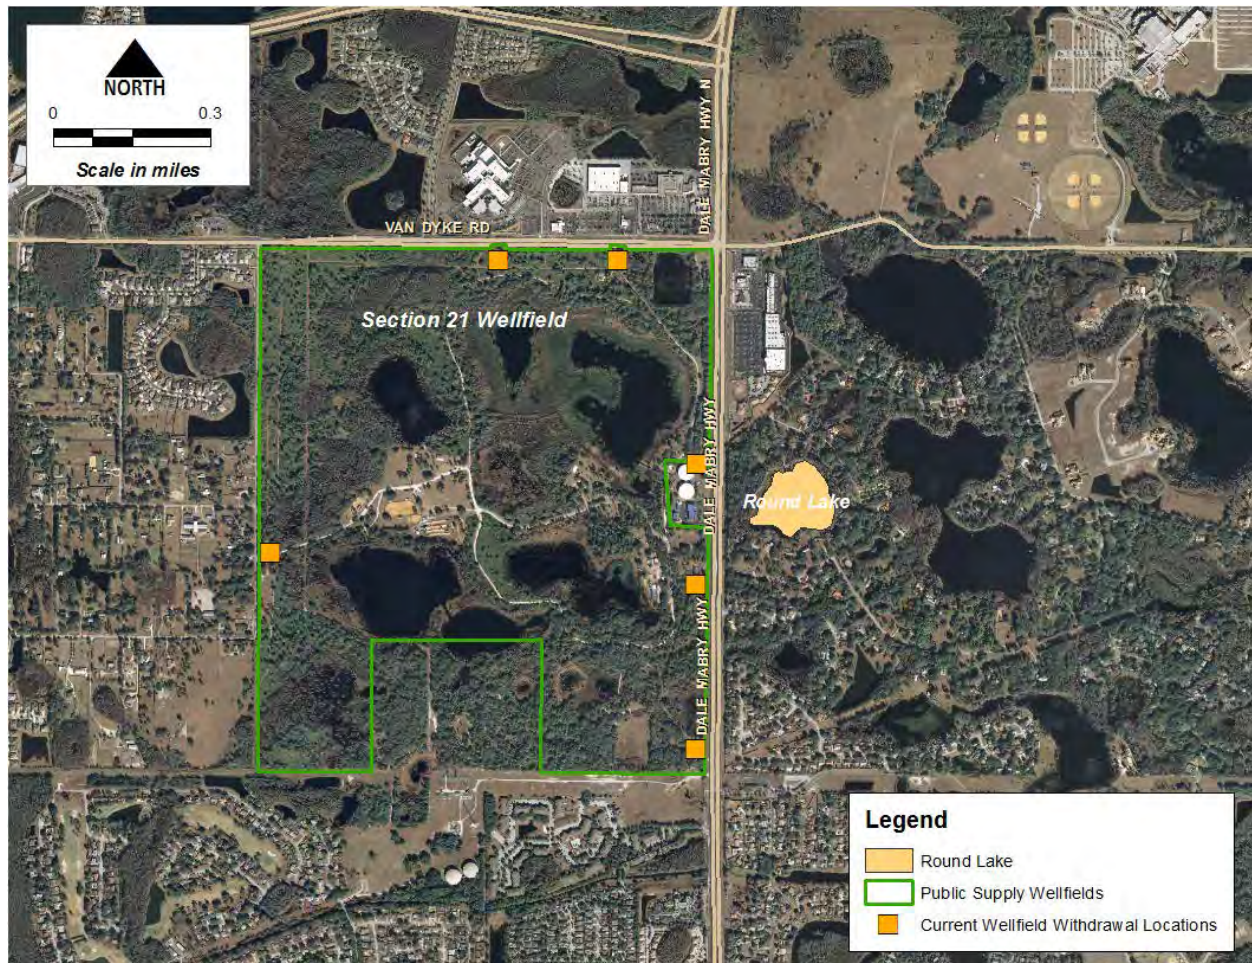 NORTH
0 0.3
Scale in miles
DALE MABRY HWY N
VAN DYKE RD
Section 21 Wellfield
DALE MABRY HWY
Round Lake
DALE MABRY HWY
Legend
Round Lake
Public Supply Wellfields
Current Wellfield Withdrawal Locations